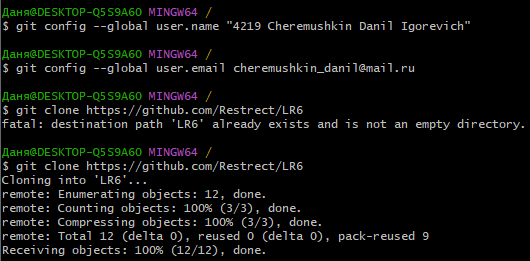 Даня@DESKTOP-Q5S9A6O MINGW64 /
$ git config --global user.name "4219 Cheremushkin Danil Igorevich"
Даня@DESKTOP-Q5S9A6O MINGW64 /
$ git config --global user.email cheremushkin_danil@mail.ru
Даня@DESKTOP-Q5S9A6O MINGW64 /
$ git clone https://github.com/Restrect/LR6
fatal: destination path 'LR6' already exists and is not an empty directory.
Даня@DESKTOP-Q5S9A6O MINGW64 /
$ git clone https://github.com/Restrect/LR6
Cloning into 'LR6'...
remote: Enumerating objects: 12, done.
remote: Counting objects: 100% (3/3), done.
remote: Compressing objects: 100% (3/3), done.
remote: Total 12 (delta 0), reused 0 (delta 0), pack-reused 9
Receiving objects: 100% (12/12), done.